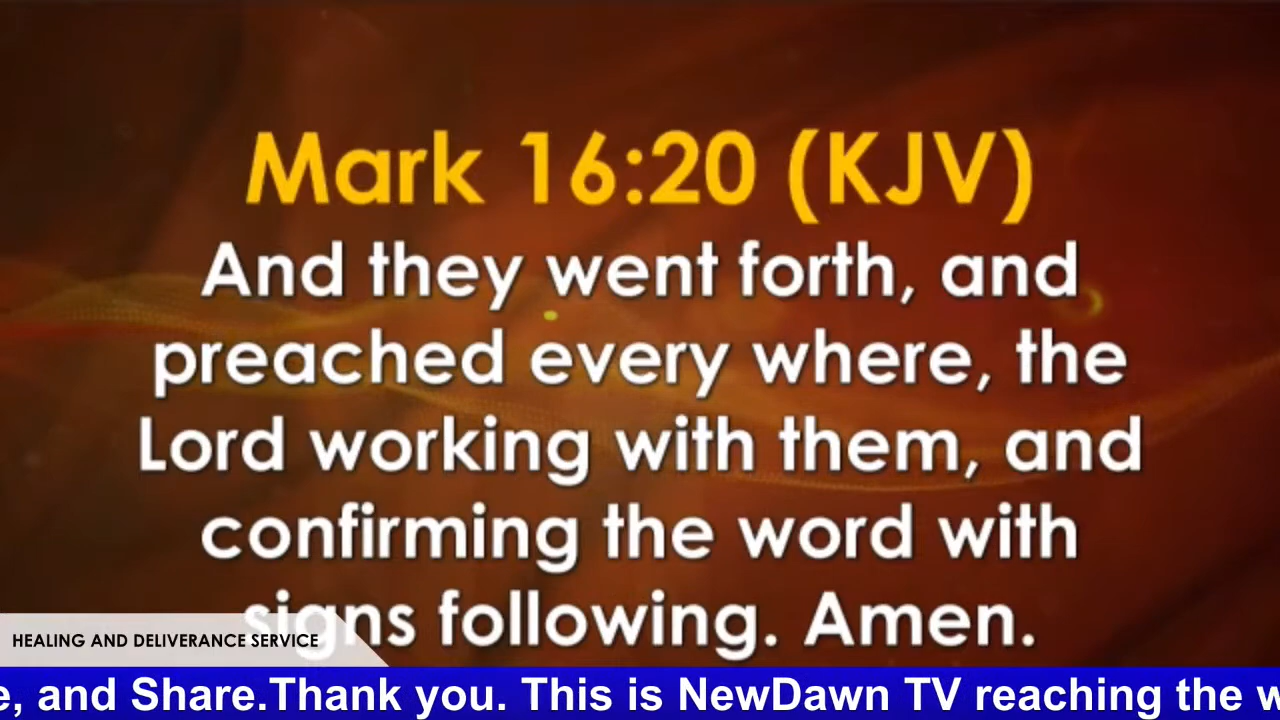 Mark 16:20 (KJV)
And they went forth, and
preached every where, the
Lord working with them, and
confirming the word with
signs following. Amen.
HEALING AND DELIVERANCE SERVICE
, and Share.Thank you. This is NewDawn TV reaching the